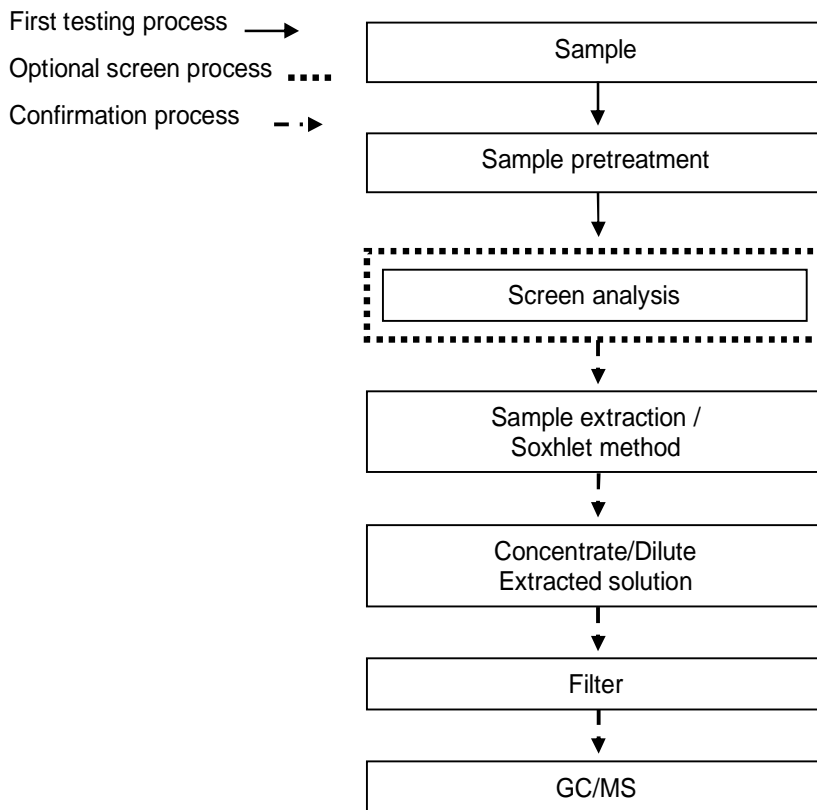 First testing process
Optional screen process
Confirmation process
Sample
Sample pretreatment
Screen analysis
Sample extraction /
Soxhlet method
Concentrate/Dilute
Extracted solution
Filter
GC/MS